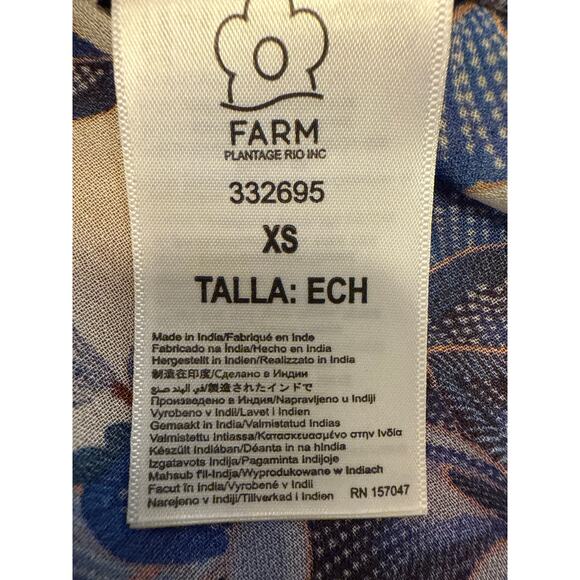 FARM
PLANTAGE RIO INC
332695
XS
TALLA: ECH
Made in India/Fabriqué en Inde
Fabricado na Índia/Hecho en India
Hergestellt in Indien/Realizzato in India
制造在印度/Сделано в Индии
في الهند صنع/製造されたインドで
Произведено в Индия/Napravljeno u Indiji
Vyrobeno v Indii/Lavet i Indien
Gemaakt in India/Valmistatud Indias
Valmistettu Intiassa/Κατασκευασμένο στην Ινδία
Készült Indiában/Déanta in na hIndia
Izgatavots Indijā/Pagaminta Indijoje
Mahsub fil-Indja/Wyprodukowane w Indiach
Facut în India/Vyrobené v Indii
Narejeno v Indiji/Tillverkad i Indien
RN 157047